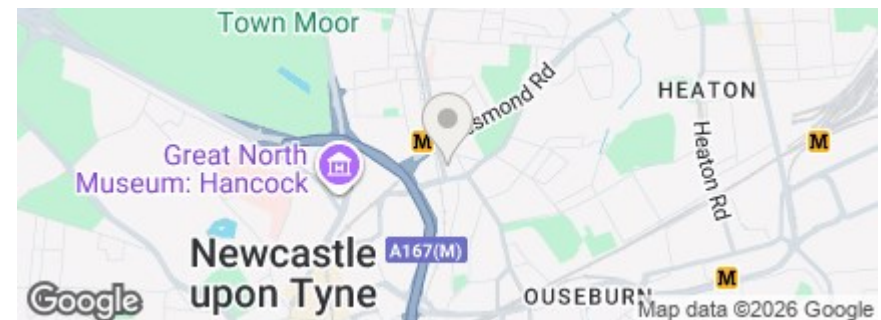 Town Moor
HEATON
esmond Rd
M
Great North
Museum: Hancock
M
Heaton Rd
Newcastle
upon Tyne
A167(M)
M
OUSEBURN
Google
Map data ©2026 Google